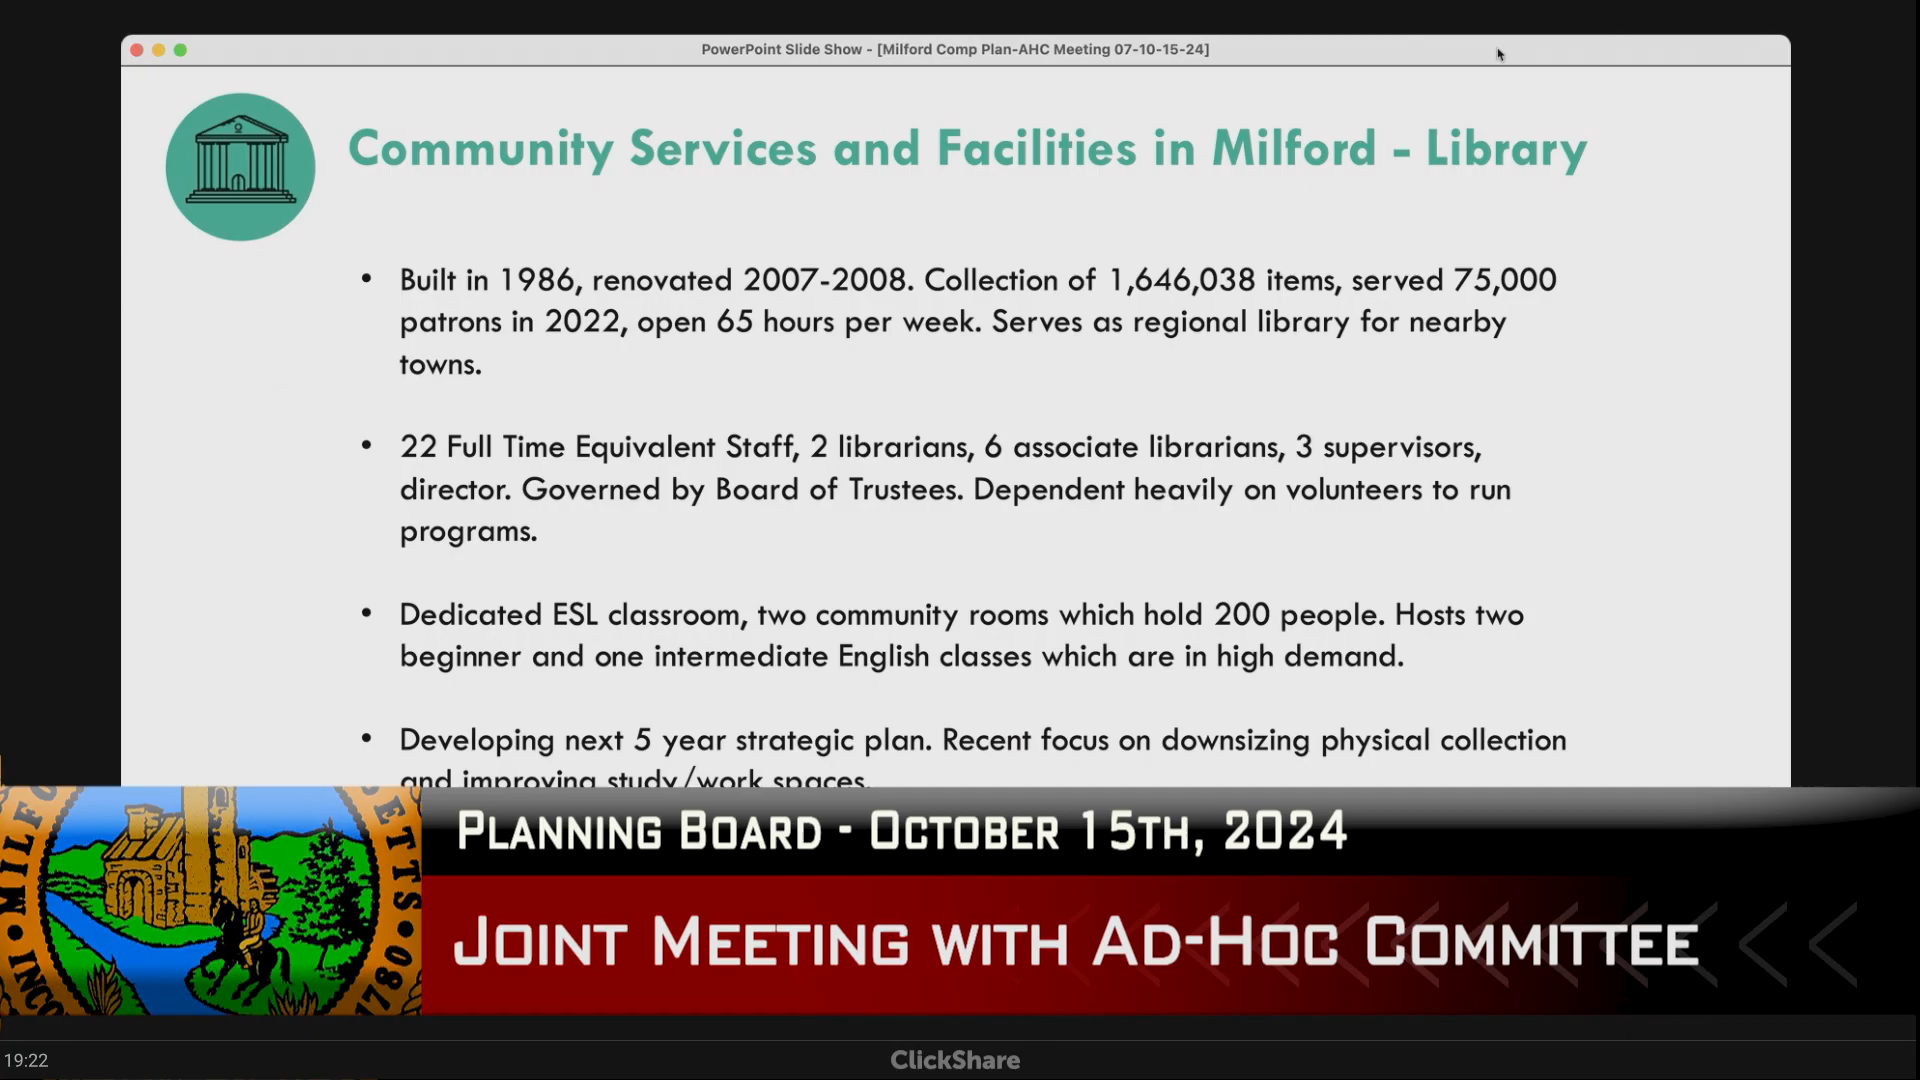 PowerPoint Slide Show - [Milford Comp Plan-AHC Meeting 07-10-15-24]
Community Services and Facilities in Milford - Library
• Built in 1986, renovated 2007-2008. Collection of 1,646,038 items, served 75,000
patrons in 2022, open 65 hours per week. Serves as regional library for nearby
towns.
• 22 Full Time Equivalent Staff, 2 librarians, 6 associate librarians, 3 supervisors,
director. Governed by Board of Trustees. Dependent heavily on volunteers to run
programs.
• Dedicated ESL classroom, two community rooms which hold 200 people. Hosts two
beginner and one intermediate English classes which are in high demand.
• Developing next 5 year strategic plan. Recent focus on downsizing physical collection
and improving study/work spaces.
MILFO
ETTS
INCO
1780
Planning Board - October 15th, 2024
Joint Meeting with Ad-Hoc Committee
19:22
ClickShare